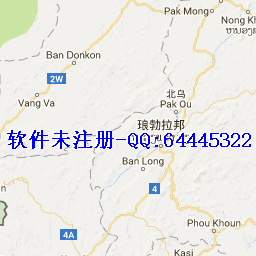 Pak Mong
Nong Kh
Ban Donkon
2W
Vang Va
北乌
Pak Ou
琅勃拉邦
软件未注册-QQ:64445322
Ban Long
4
Phou Khoun
4A